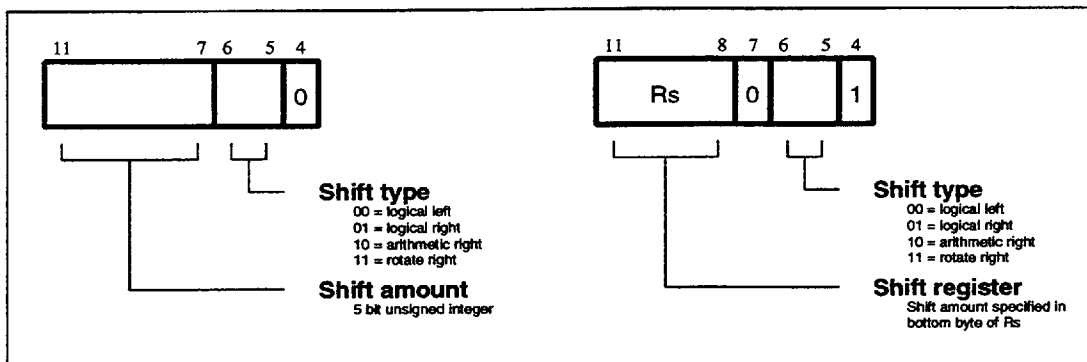 11 7 6 5 4
0
Shift type
00 = logical left
01 = logical right
10 = arithmetic right
11 = rotate right
Shift amount
5 bit unsigned integer
11 8 7 6 5 4
Rs 0 1
Shift type
00 = logical left
01 = logical right
10 = arithmetic right
11 = rotate right
Shift register
Shift amount specified in
bottom byte of Rs